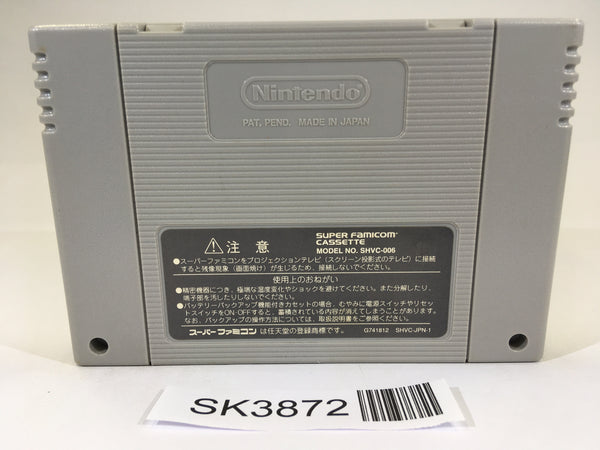 Nintendo
PAT. PEND. MADE IN JAPAN
⚠注意
SUPER FAMICOM™
CASSETTE
MODEL NO. SHVC-006
●スーパーファミコンをプロジェクションテレビ（スクリーン投影式のテレビ）に接続
すると残像現象（画面焼け）が生じるため、接続しないでください。
使用上のおねがい
●精密機器につき、極端な温度変化やショックを避けてください。また分解したり、
端子部を汚したりしないでください。
●バッテリーバックアップ機能付きカセットの場合、むやみに電源スイッチやリセッ
トスイッチをON-OFFすると、蓄積されている内容が消えてしまうことがあります。
なお、バックアップの操作方法については、取扱説明書をご参照ください。
スーパーファミコン は任天堂の登録商標です。 G741812 SHVC-JPN-1
SK3872